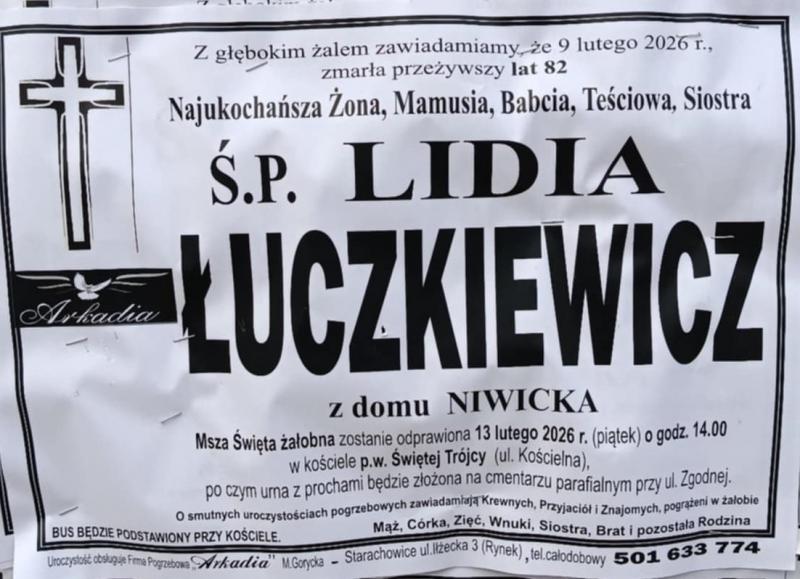 Z głębokim żalem zawiadamiamy, że 9 lutego 2026 r.,
zmarła przeżywszy lat 82
Najukochańsza Żona, Mamusia, Babcia, Teściowa, Siostra
Ś.P. LIDIA
ŁUCZKIEWICZ
Arkadia
z domu NIWICKA
Msza Święta żałobna zostanie odprawiona 13 lutego 2026 r. (piątek) o godz. 14.00
w kościele p.w. Świętej Trójcy (ul. Kościelna),
po czym urna z prochami będzie złożona na cmentarzu parafialnym przy ul. Zgodnej.
O smutnych uroczystościach pogrzebowych zawiadamiają Krewnych, Przyjaciół i Znajomych, pogrążeni w żałobie
Mąż, Córka, Zięć, Wnuki, Siostra, Brat i pozostała Rodzina
BUS BĘDZIE PODSTAWIONY PRZY KOŚCIELE.
Uroczystość obsługuje Firma Pogrzebowa "Arkadia" M.Gorycka – Starachowice ul.Iłżecka 3 (Rynek), tel.całodobowy 501 633 774